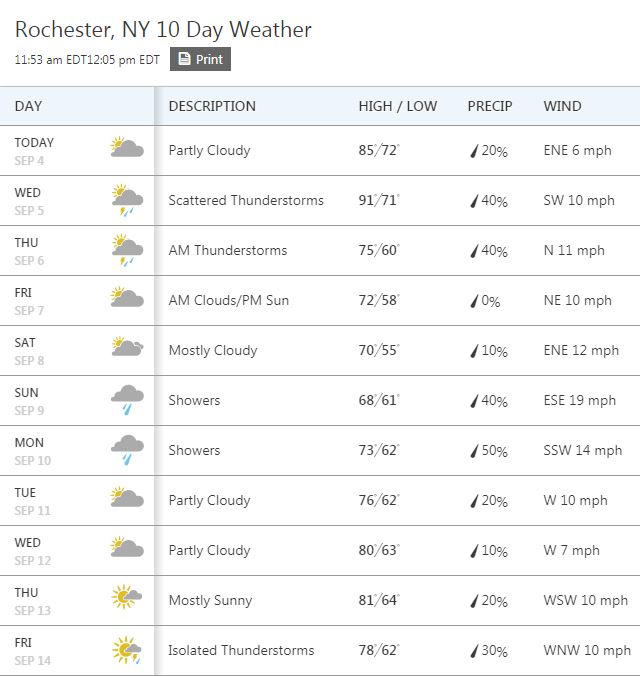 Rochester, NY 10 Day Weather
11:53 am EDT12:05 pm EDT Print
DAY DESCRIPTION HIGH / LOW PRECIP WIND
TODAY
SEP 4
Partly Cloudy 85°/72° 20% ENE 6 mph
WED
SEP 5
Scattered Thunderstorms 91°/71° 40% SW 10 mph
THU
SEP 6
AM Thunderstorms 75°/60° 40% N 11 mph
FRI
SEP 7
AM Clouds/PM Sun 72°/58° 0% NE 10 mph
SAT
SEP 8
Mostly Cloudy 70°/55° 10% ENE 12 mph
SUN
SEP 9
Showers 68°/61° 40% ESE 19 mph
MON
SEP 10
Showers 73°/62° 50% SSW 14 mph
TUE
SEP 11
Partly Cloudy 76°/62° 20% W 10 mph
WED
SEP 12
Partly Cloudy 80°/63° 10% W 7 mph
THU
SEP 13
Mostly Sunny 81°/64° 20% WSW 10 mph
FRI
SEP 14
Isolated Thunderstorms 78°/62° 30% WNW 10 mph